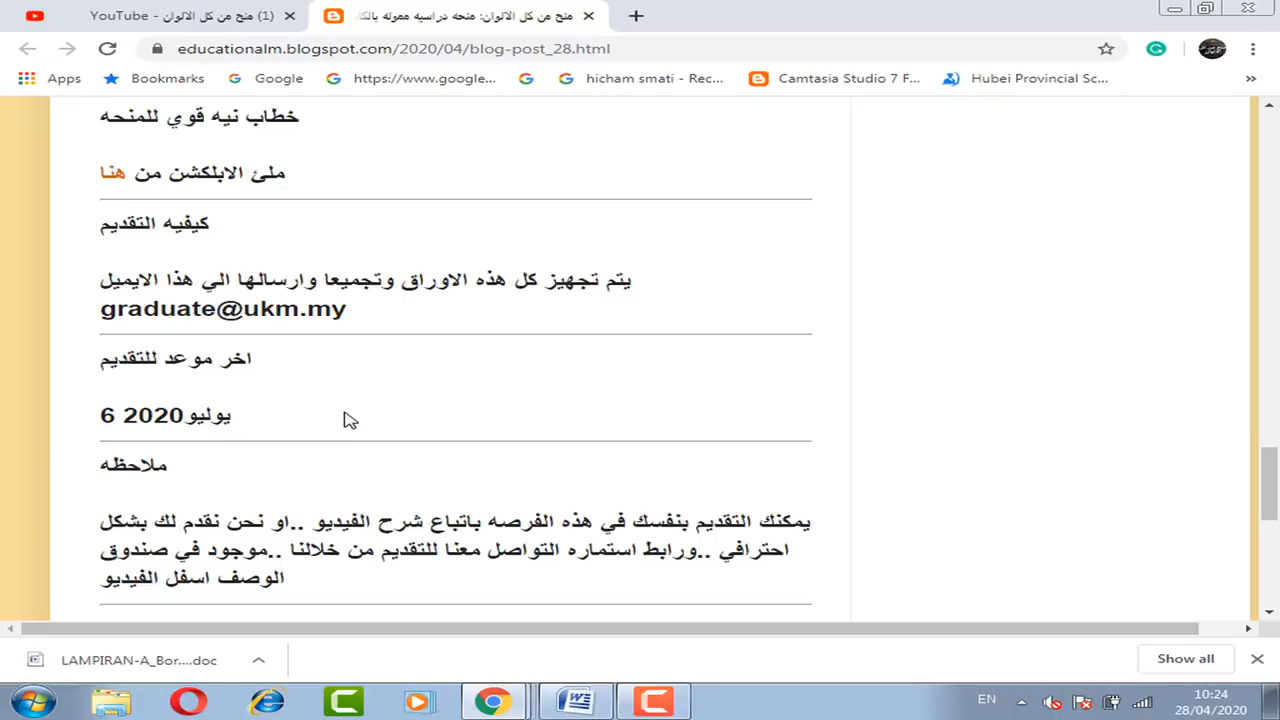 منح من كل الالوان (1) - YouTube
منح من كل الالوان: منحه دراسيه ممولة بالكا
educationalm.blogspot.com/2020/04/blog-post_28.html
Apps
Bookmarks
Google
https://www.google...
hicham smati - Rec...
Camtasia Studio 7 F...
Hubei Provincial Sc...
»
خطاب نيه قوي للمنحه
ملئ الابلكشن من هنا
كيفيه التقديم
يتم تجهيز كل هذه الاوراق وتجميعا وارسالها الي هذا الايميل
graduate@ukm.my
اخر موعد للتقديم
6 يوليو2020
ملاحظه
يمكنك التقديم بنفسك في هذه الفرصه باتباع شرح الفيديو ..او نحن نقدم لك بشكل
احترافي ..ورابط استماره التواصل معنا للتقديم من خلالنا ..موجود في صندوق
الوصف اسفل الفيديو
LAMPIRAN-A_Bor....doc
Show all
EN
10:24
28/04/2020